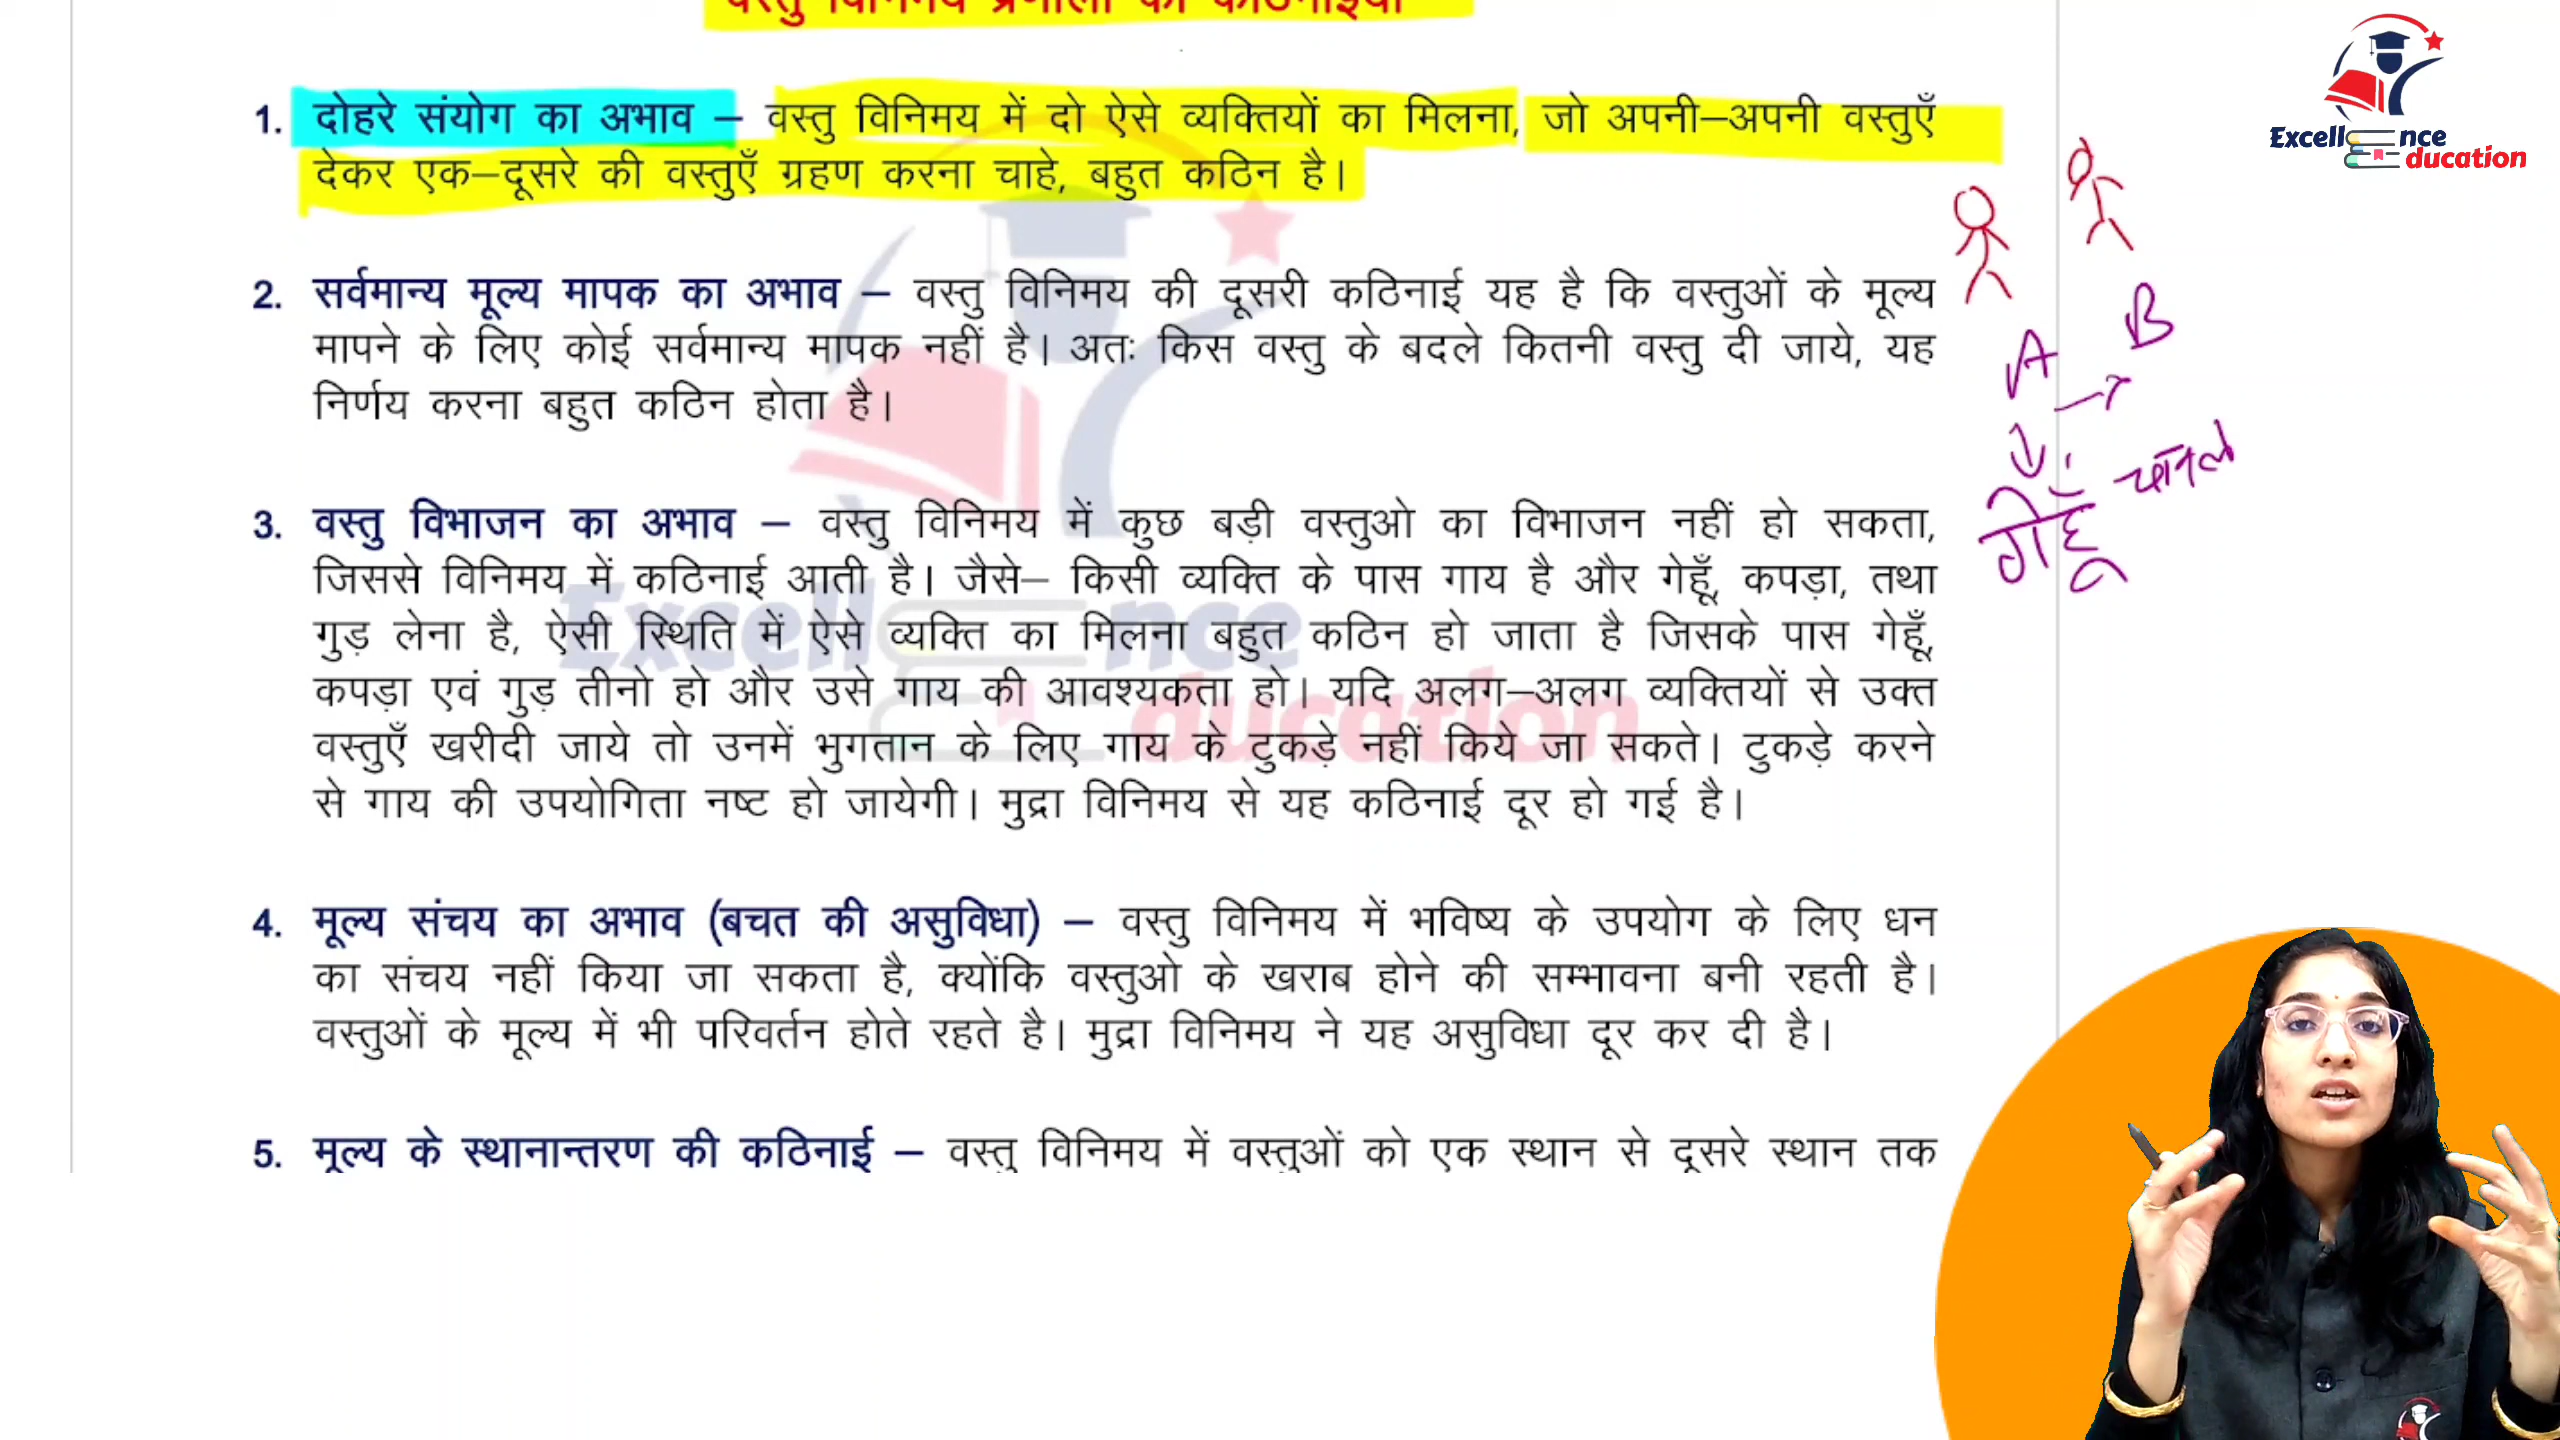 वस्तु विनिमय प्रणाली की कठिनाइयाँ
1. दोहरे संयोग का अभाव – वस्तु विनिमय में दो ऐसे व्यक्तियों का मिलना, जो अपनी–अपनी वस्तुएँ
देकर एक–दूसरे की वस्तुएँ ग्रहण करना चाहे, बहुत कठिन है।
2. सर्वमान्य मूल्य मापक का अभाव – वस्तु विनिमय की दूसरी कठिनाई यह है कि वस्तुओं के मूल्य
मापने के लिए कोई सर्वमान्य मापक नहीं है। अतः किस वस्तु के बदले कितनी वस्तु दी जाये, यह
निर्णय करना बहुत कठिन होता है।
3. वस्तु विभाजन का अभाव – वस्तु विनिमय में कुछ बड़ी वस्तुओ का विभाजन नहीं हो सकता,
जिससे विनिमय में कठिनाई आती है। जैसे– किसी व्यक्ति के पास गाय है और गेहूँ, कपड़ा, तथा
गुड़ लेना है, ऐसी स्थिति में ऐसे व्यक्ति का मिलना बहुत कठिन हो जाता है जिसके पास गेहूँ,
कपड़ा एवं गुड़ तीनो हो और उसे गाय की आवश्यकता हो। यदि अलग–अलग व्यक्तियों से उक्त
वस्तुएँ खरीदी जाये तो उनमें भुगतान के लिए गाय के टुकड़े नहीं किये जा सकते। टुकड़े करने
से गाय की उपयोगिता नष्ट हो जायेगी। मुद्रा विनिमय से यह कठिनाई दूर हो गई है।
4. मूल्य संचय का अभाव (बचत की असुविधा) – वस्तु विनिमय में भविष्य के उपयोग के लिए धन
का संचय नहीं किया जा सकता है, क्योंकि वस्तुओ के खराब होने की सम्भावना बनी रहती है।
वस्तुओं के मूल्य में भी परिवर्तन होते रहते है। मुद्रा विनिमय ने यह असुविधा दूर कर दी है।
5. मूल्य के स्थानान्तरण की कठिनाई – वस्तु विनिमय में वस्तुओं को एक स्थान से दूसरे स्थान तक
A B
गेहूँ चावल
Excellence
Education